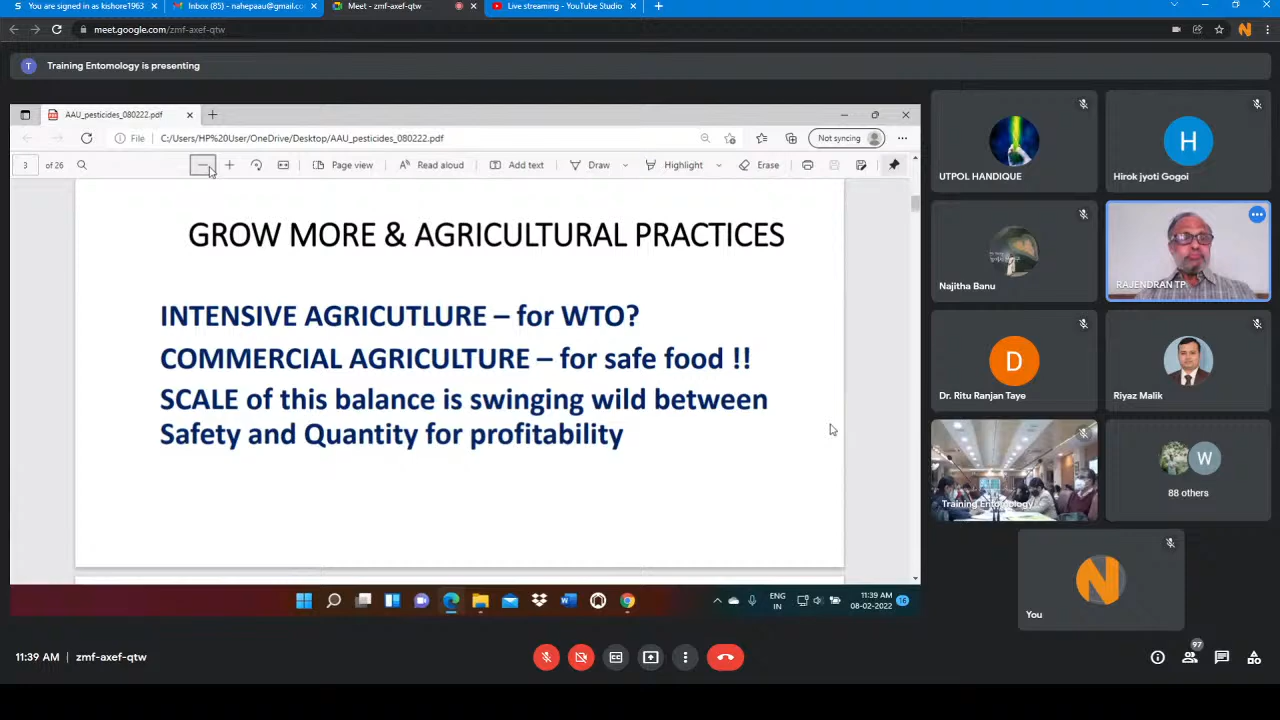 You are signed in as kishore1963
Inbox (85) - nahepaau@gmail.co
Meet - zmf-axef-qtw
Live streaming - YouTube Studio
meet.google.com/zmf-axef-qtw
N
T
Training Entomology is presenting
AAU_pesticides_080222.pdf
File
C:/Users/HP%20User/OneDrive/Desktop/AAU_pesticides_080222.pdf
Not syncing
3 of 26
Page view
Read aloud
Add text
Draw
Highlight
Erase
GROW MORE & AGRICULTURAL PRACTICES
INTENSIVE AGRICUTLURE – for WTO?
COMMERCIAL AGRICULTURE – for safe food !!
SCALE of this balance is swinging wild between
Safety and Quantity for profitability
ENG
IN
11:39 AM
08-02-2022
16
UTPOL HANDIQUE
H
Hirok jyoti Gogoi
Najitha Banu
RAJENDRAN TP
D
Dr. Ritu Ranjan Taye
Riyaz Malik
Training Entomology
W
88 others
N
You
11:39 AM | zmf-axef-qtw
97